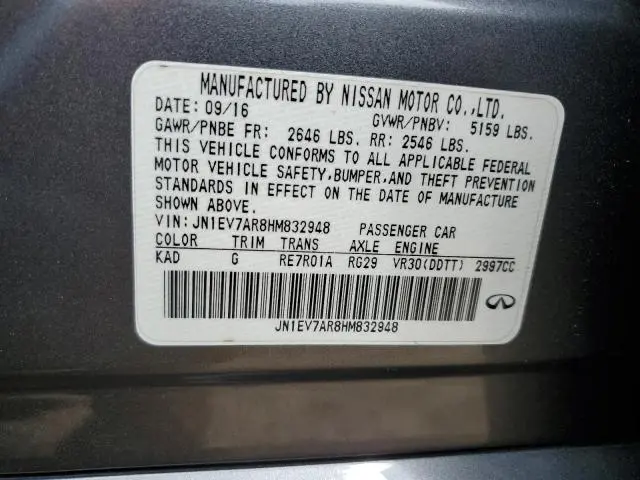 MANUFACTURED BY NISSAN MOTOR CO.,LTD.
DATE: 09/16 GVWR/PNBV: 5159 LBS.
GAWR/PNBE FR: 2646 LBS. RR: 2546 LBS.
THIS VEHICLE CONFORMS TO ALL APPLICABLE FEDERAL
MOTOR VEHICLE SAFETY,BUMPER,AND THEFT PREVENTION
STANDARDS IN EFFECT ON THE DATE OF MANUFACTURE
SHOWN ABOVE.
VIN: JN1EV7AR8HM832948 PASSENGER CAR
COLOR TRIM TRANS AXLE ENGINE
KAD G RE7R01A RG29 VR30(DDTT) 2997CC
JN1EV7AR8HM832948